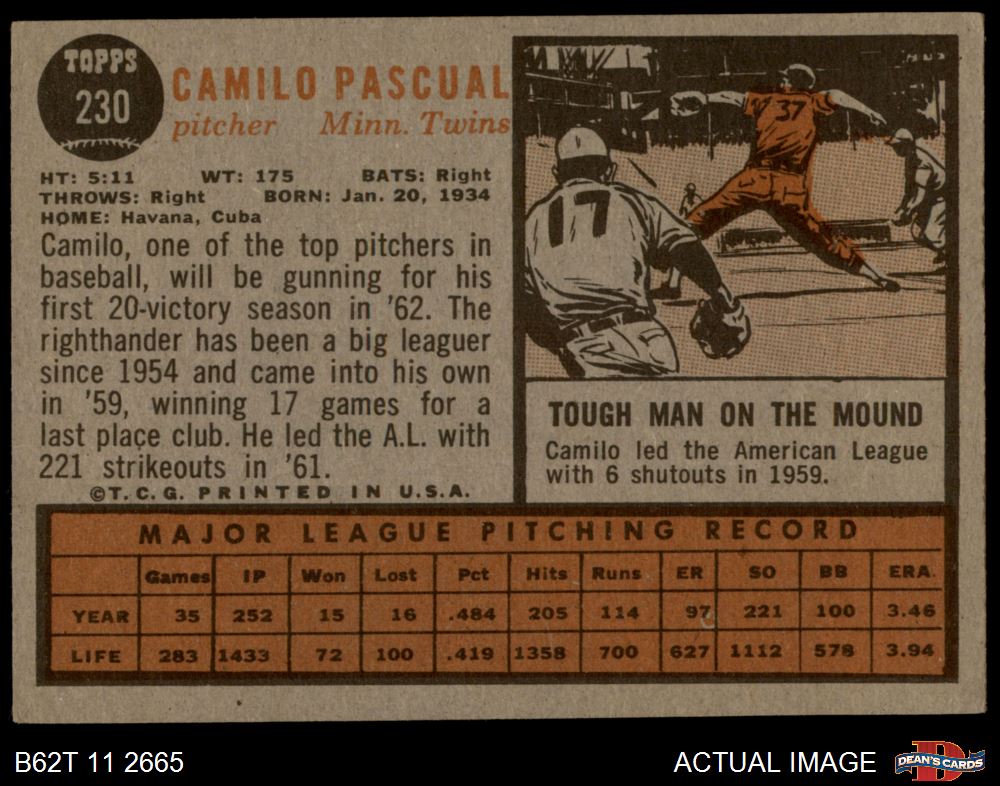 TOPPS
230
CAMILO PASCUAL
pitcher Minn. Twins
HT: 5:11 WT: 175 BATS: Right
THROWS: Right BORN: Jan. 20, 1934
HOME: Havana, Cuba
Camilo, one of the top pitchers in
baseball, will be gunning for his
first 20-victory season in '62. The
righthander has been a big leaguer
since 1954 and came into his own
in '59, winning 17 games for a
last place club. He led the A.L. with
221 strikeouts in '61.
©T. C. G. PRINTED IN U.S.A.
37
17
TOUGH MAN ON THE MOUND
Camilo led the American League
with 6 shutouts in 1959.
MAJOR LEAGUE PITCHING RECORD
Games IP Won Lost Pct Hits Runs ER SO BB ERA.
YEAR 35 252 15 16 .484 205 114 97 221 100 3.46
LIFE 283 1433 72 100 .419 1358 700 627 1112 578 3.94
B62T 11 2665
ACTUAL IMAGE
D
DEAN'S CARDS